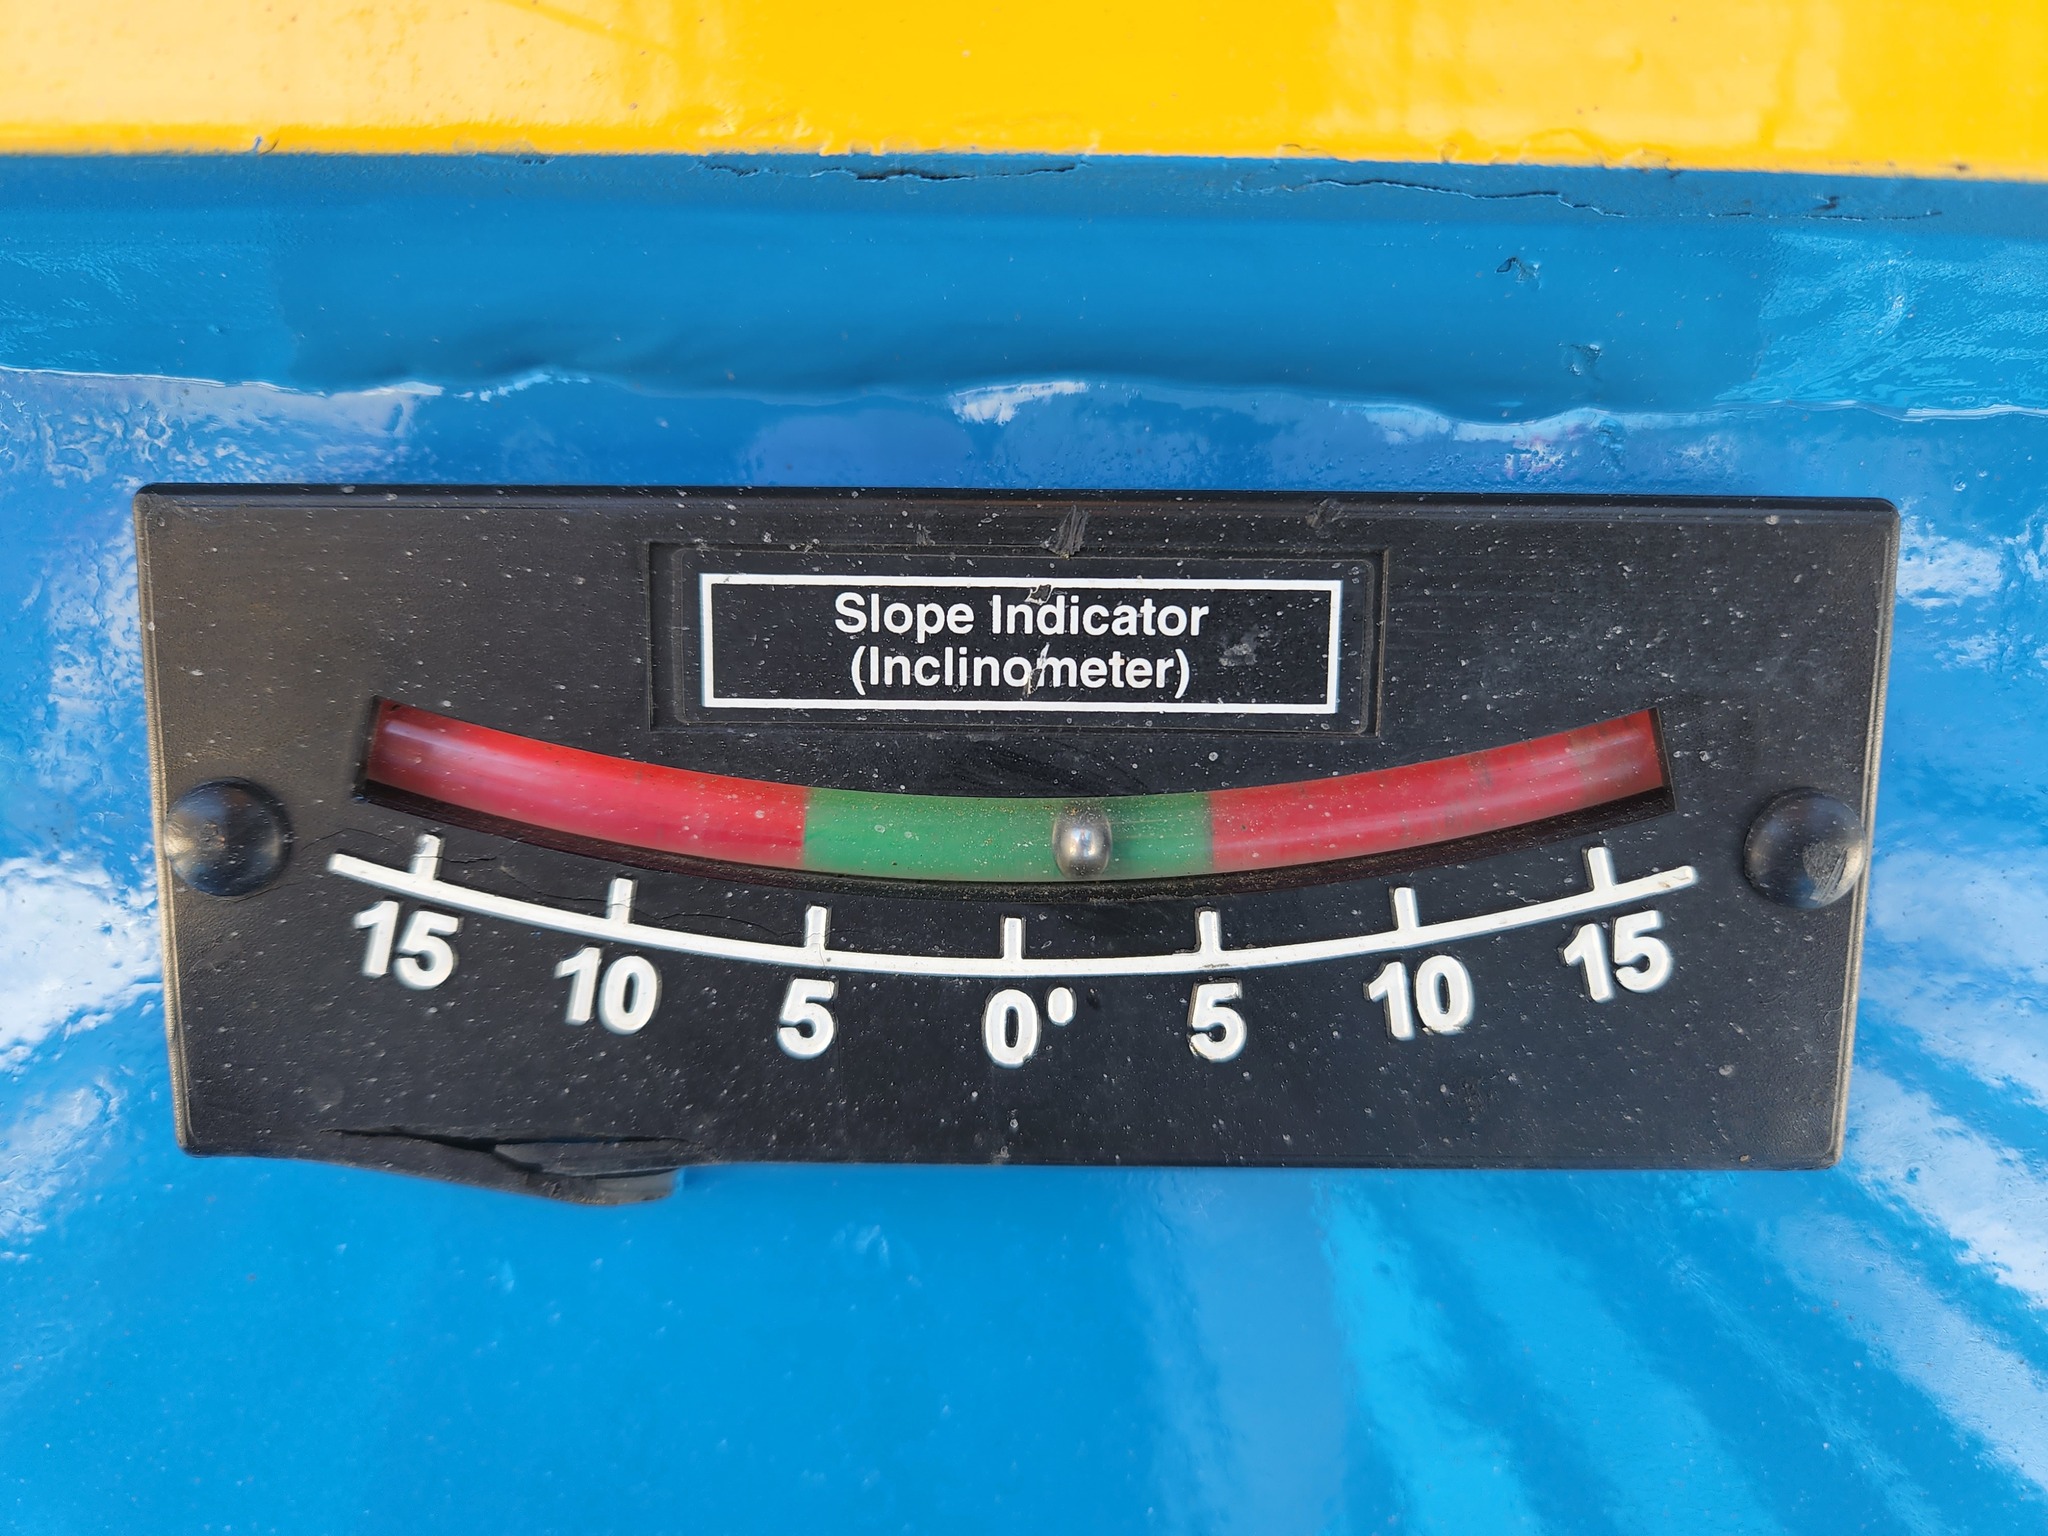 Slope Indicator
(Inclinometer)
15 10 5 0° 5 10 15